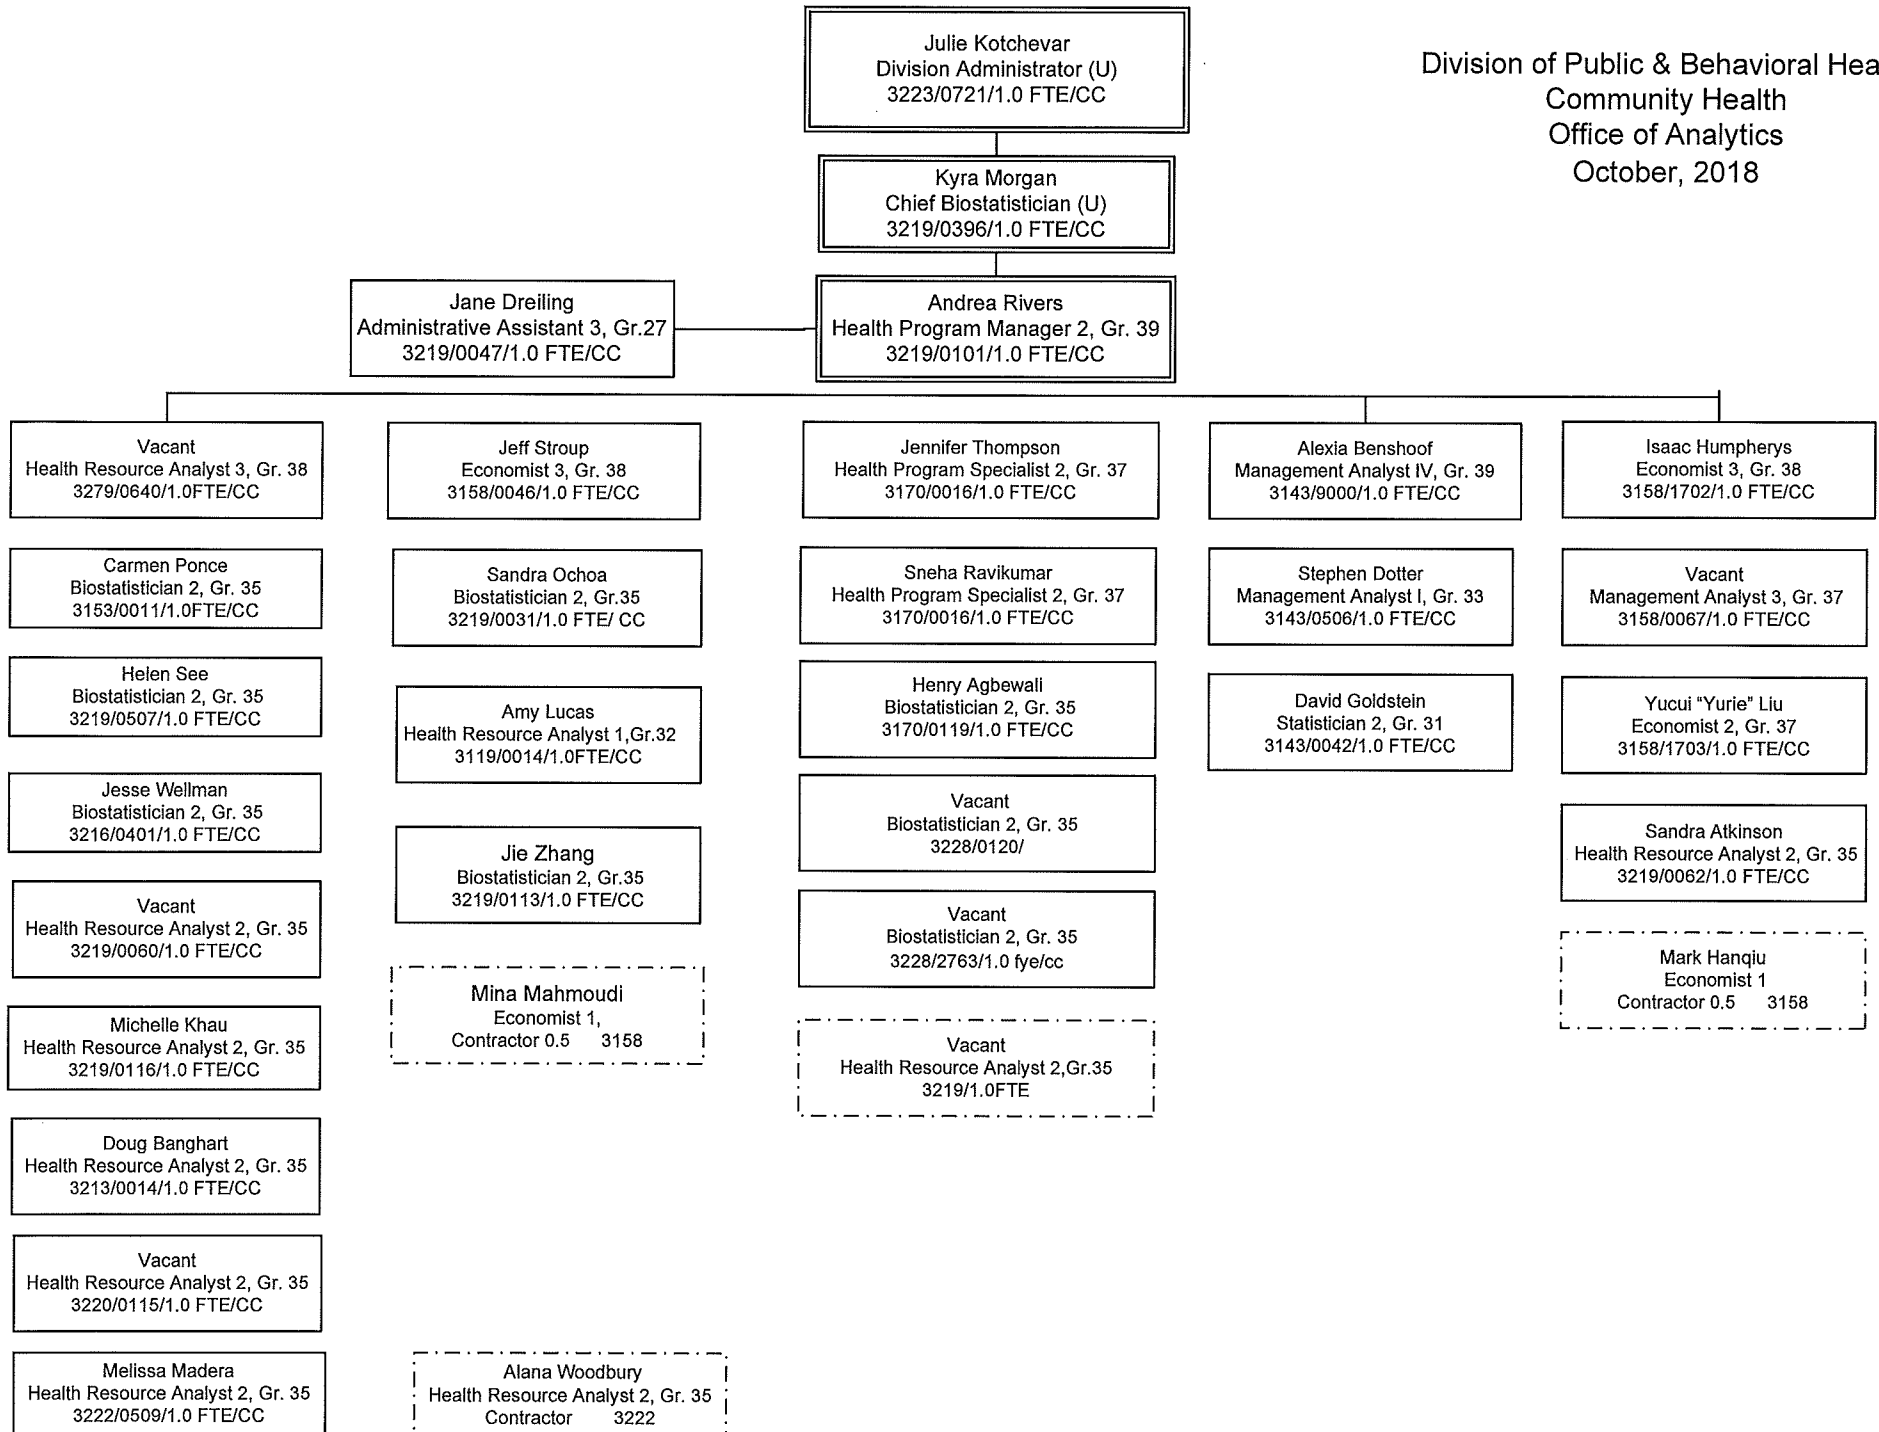 Julie Kotchevar
Division Administrator (U)
3223/0721/1.0 FTE/CC
Division of Public & Behavioral Hea
Community Health
Office of Analytics
October, 2018
Kyra Morgan
Chief Biostatistician (U)
3219/0396/1.0 FTE/CC
Jane Dreiling
Administrative Assistant 3, Gr.27
3219/0047/1.0 FTE/CC
Andrea Rivers
Health Program Manager 2, Gr. 39
3219/0101/1.0 FTE/CC
Vacant
Health Resource Analyst 3, Gr. 38
3279/0640/1.0FTE/CC
Carmen Ponce
Biostatistician 2, Gr. 35
3153/0011/1.0FTE/CC
Helen See
Biostatistician 2, Gr. 35
3219/0507/1.0 FTE/CC
Jesse Wellman
Biostatistician 2, Gr. 35
3216/0401/1.0 FTE/CC
Vacant
Health Resource Analyst 2, Gr. 35
3219/0060/1.0 FTE/CC
Michelle Khau
Health Resource Analyst 2, Gr. 35
3219/0116/1.0 FTE/CC
Doug Banghart
Health Resource Analyst 2, Gr. 35
3213/0014/1.0 FTE/CC
Vacant
Health Resource Analyst 2, Gr. 35
3220/0115/1.0 FTE/CC
Melissa Madera
Health Resource Analyst 2, Gr. 35
3222/0509/1.0 FTE/CC
Jeff Stroup
Economist 3, Gr. 38
3158/0046/1.0 FTE/CC
Sandra Ochoa
Biostatistician 2, Gr.35
3219/0031/1.0 FTE/ CC
Amy Lucas
Health Resource Analyst 1,Gr.32
3119/0014/1.0FTE/CC
Jie Zhang
Biostatistician 2, Gr.35
3219/0113/1.0 FTE/CC
Mina Mahmoudi
Economist 1,
Contractor 0.5 3158
Alana Woodbury
Health Resource Analyst 2, Gr. 35
Contractor 3222
Jennifer Thompson
Health Program Specialist 2, Gr. 37
3170/0016/1.0 FTE/CC
Sneha Ravikumar
Health Program Specialist 2, Gr. 37
3170/0016/1.0 FTE/CC
Henry Agbewali
Biostatistician 2, Gr. 35
3170/0119/1.0 FTE/CC
Vacant
Biostatistician 2, Gr. 35
3228/0120/
Vacant
Biostatistician 2, Gr. 35
3228/2763/1.0 fye/cc
Vacant
Health Resource Analyst 2,Gr.35
3219/1.0FTE
Alexia Benshoof
Management Analyst IV, Gr. 39
3143/9000/1.0 FTE/CC
Stephen Dotter
Management Analyst I, Gr. 33
3143/0506/1.0 FTE/CC
David Goldstein
Statistician 2, Gr. 31
3143/0042/1.0 FTE/CC
Isaac Humpherys
Economist 3, Gr. 38
3158/1702/1.0 FTE/CC
Vacant
Management Analyst 3, Gr. 37
3158/0067/1.0 FTE/CC
Yucui "Yurie" Liu
Economist 2, Gr. 37
3158/1703/1.0 FTE/CC
Sandra Atkinson
Health Resource Analyst 2, Gr. 35
3219/0062/1.0 FTE/CC
Mark Hanqiu
Economist 1
Contractor 0.5 3158